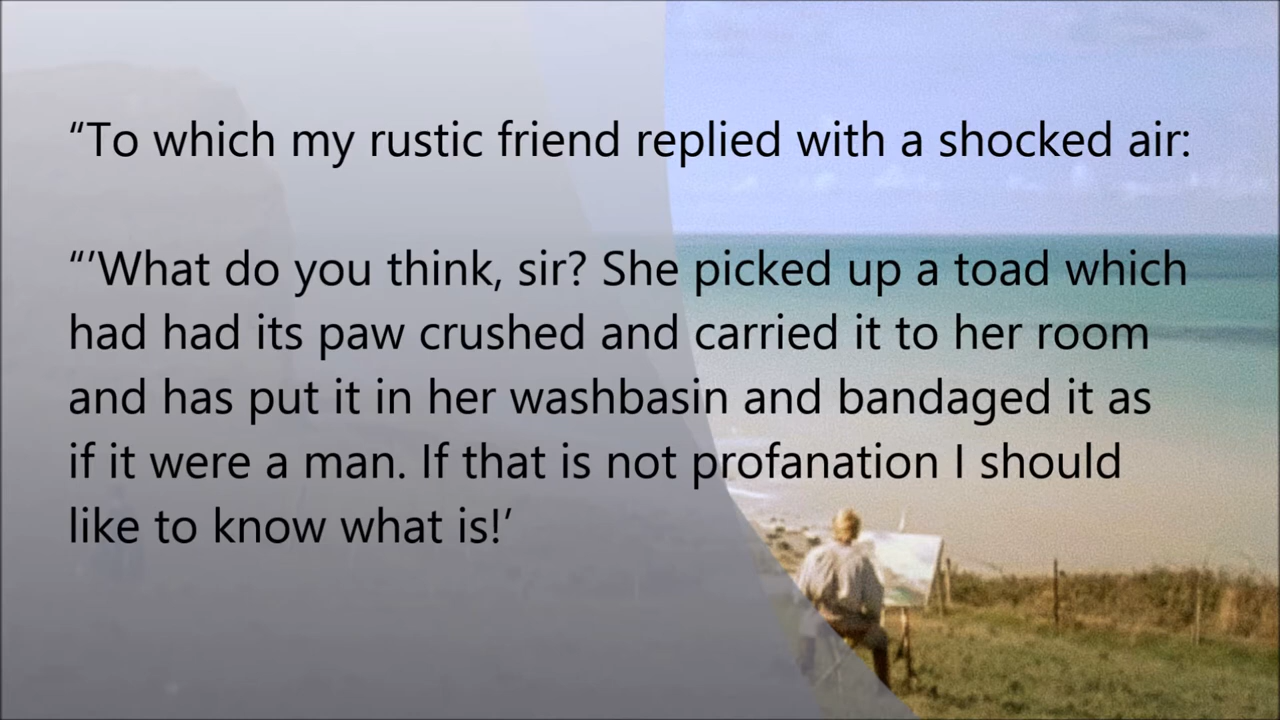 “To which my rustic friend replied with a shocked air:
“’What do you think, sir? She picked up a toad which
had had its paw crushed and carried it to her room
and has put it in her washbasin and bandaged it as
if it were a man. If that is not profanation I should
like to know what is!’